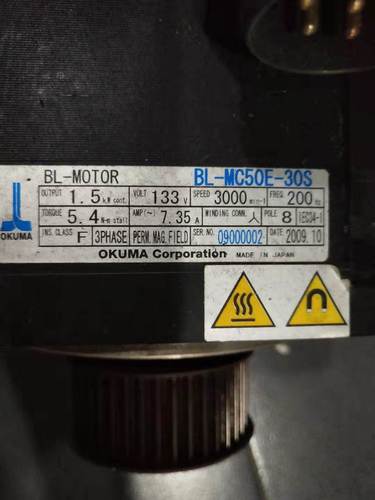 BL-MOTOR BL-MC50E-30S
OUTPUT 1.5 kW cont. VOLT 133 V SPEED 3000 min-1 FREQ 200 Hz
TORQUE 5.4 N-m stall AMP(~) 7.35 A WINDING CONN. 人 POLE 8 IEC34-1
INS.CLASS F 3PHASE PERM.MAG.FIELD SER.NO. 09000002 DATE 2009.10
OKUMA
OKUMA Corporation MADE IN JAPAN